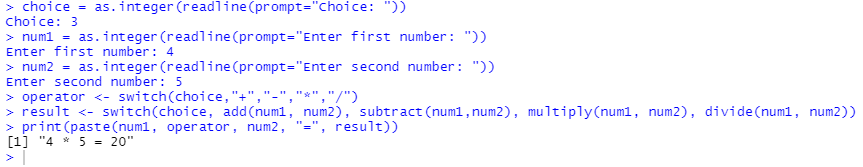 > choice = as.integer(readline(prompt="Choice: "))
Choice: 3
> num1 = as.integer(readline(prompt="Enter first number: "))
Enter first number: 4
> num2 = as.integer(readline(prompt="Enter second number: "))
Enter second number: 5
> operator <- switch(choice,"+","-","*","/")
> result <- switch(choice, add(num1, num2), subtract(num1,num2), multiply(num1, num2), divide(num1, num2))
> print(paste(num1, operator, num2, "=", result))
[1] "4 * 5 = 20"
>